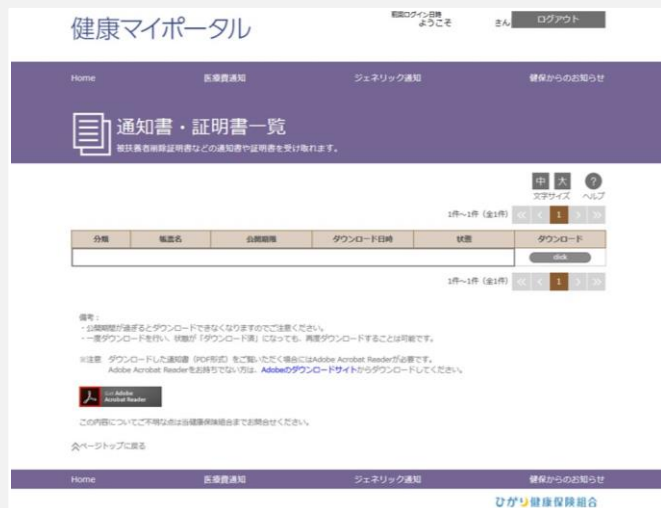 健康マイポータル
前回ログイン日時
ようこそ さん
ログアウト
Home 医療費通知 ジェネリック通知 健保からのお知らせ
通知書・証明書一覧
被扶養者削除証明書などの通知書や証明書を受け取れます。
中 大 ?
文字サイズ ヘルプ
1件～1件（全1件） << < 1 > >>
分類 帳票名 公開期限 ダウンロード日時 状態 ダウンロード
click
1件～1件（全1件） << < 1 > >>
備考：
・公開期間が過ぎるとダウンロードできなくなりますのでご注意ください。
・一度ダウンロードを行い、状態が「ダウンロード済」になっても、再度ダウンロードすることは可能です。
※注意 ダウンロードした通知書（PDF形式）をご覧いただく場合にはAdobe Acrobat Readerが必要です。
Adobe Acrobat Readerをお持ちでない方は、Adobeのダウンロードサイトからダウンロードしてください。
Get Adobe
Acrobat Reader
この内容についてご不明な点は当健康保険組合までお問合せください。
ページトップに戻る
Home 医療費通知 ジェネリック通知 健保からのお知らせ
ひかり健康保険組合